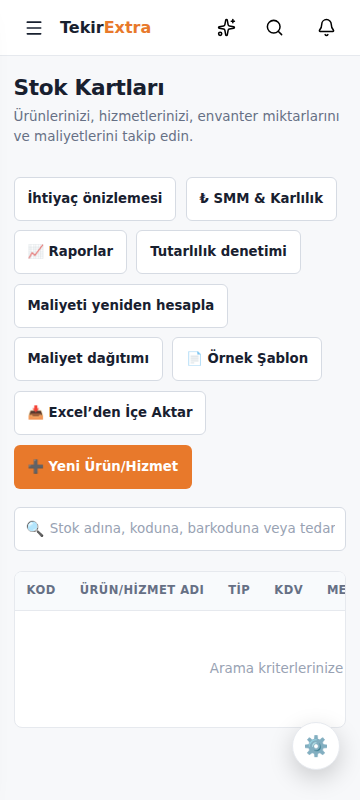 TekirExtra
Stok Kartları
Ürünlerinizi, hizmetlerinizi, envanter miktarlarını
ve maliyetlerini takip edin.
İhtiyaç önizlemesi
₺ SMM & Karlılık
📈 Raporlar
Tutarlılık denetimi
Maliyeti yeniden hesapla
Maliyet dağıtımı
📄 Örnek Şablon
📥 Excel’den İçe Aktar
➕ Yeni Ürün/Hizmet
🔍 Stok adına, koduna, barkoduna veya tedar
KOD ÜRÜN/HİZMET ADI TİP KDV ME
Arama kriterlerinize